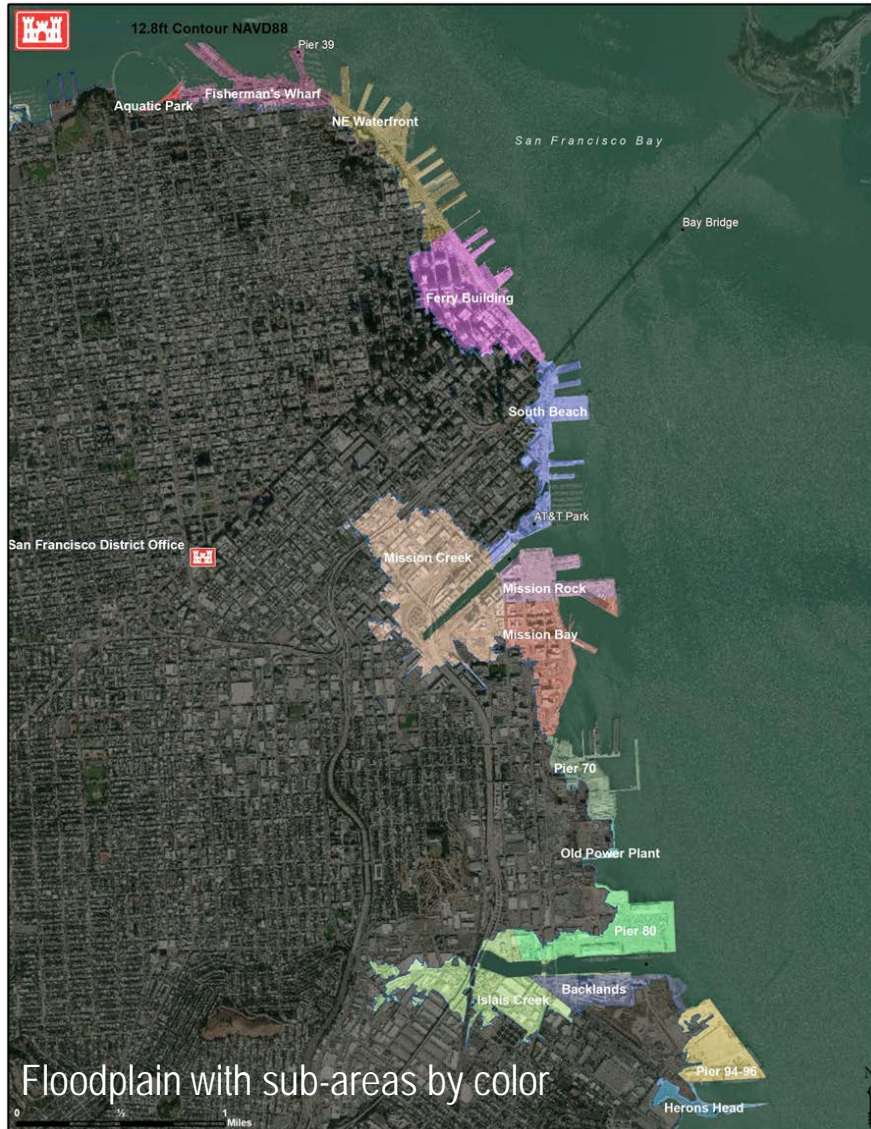 12.8ft Contour NAVD88
Pier 39
Fisherman's Wharf
Aquatic Park
NE Waterfront
San Francisco Bay
Bay Bridge
Ferry Building
South Beach
AT&T Park
San Francisco District Office
Mission Creek
Mission Rock
Mission Bay
Pier 70
Old Power Plant
Pier 80
Backlands
Islais Creek
Pier 94-96
Herons Head
Floodplain with sub-areas by color
0 ½ 1
Miles